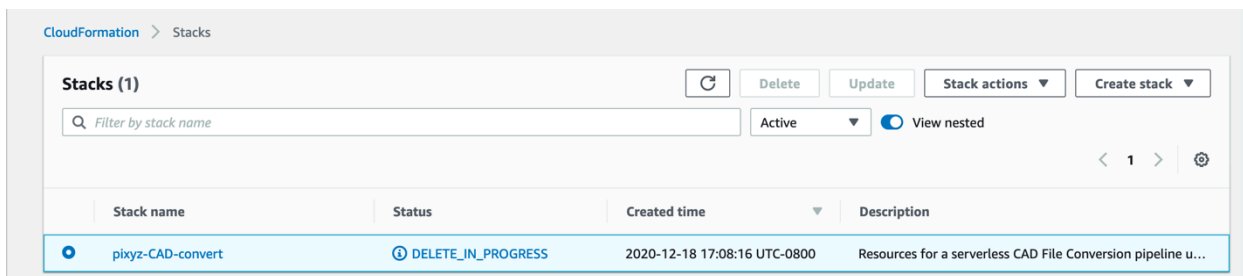 CloudFormation > Stacks
Stacks (1) Delete Update Stack actions Create stack
Filter by stack name Active View nested
< 1 >
Stack name Status Created time Description
pixyz-CAD-convert DELETE_IN_PROGRESS 2020-12-18 17:08:16 UTC-0800 Resources for a serverless CAD File Conversion pipeline u...